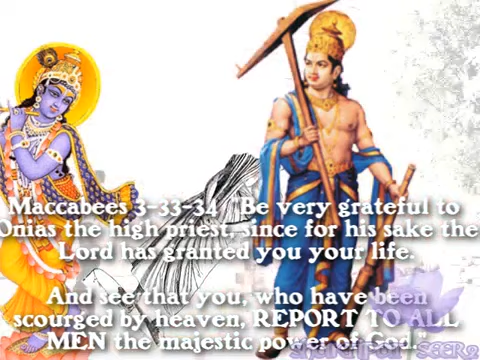 Maccabees 3-33-34 Be very grateful to
Onias the high priest, since for his sake the
Lord has granted you your life.
And see that you, who have been
scourged by heaven, REPORT TO ALL
MEN the majestic power of God."